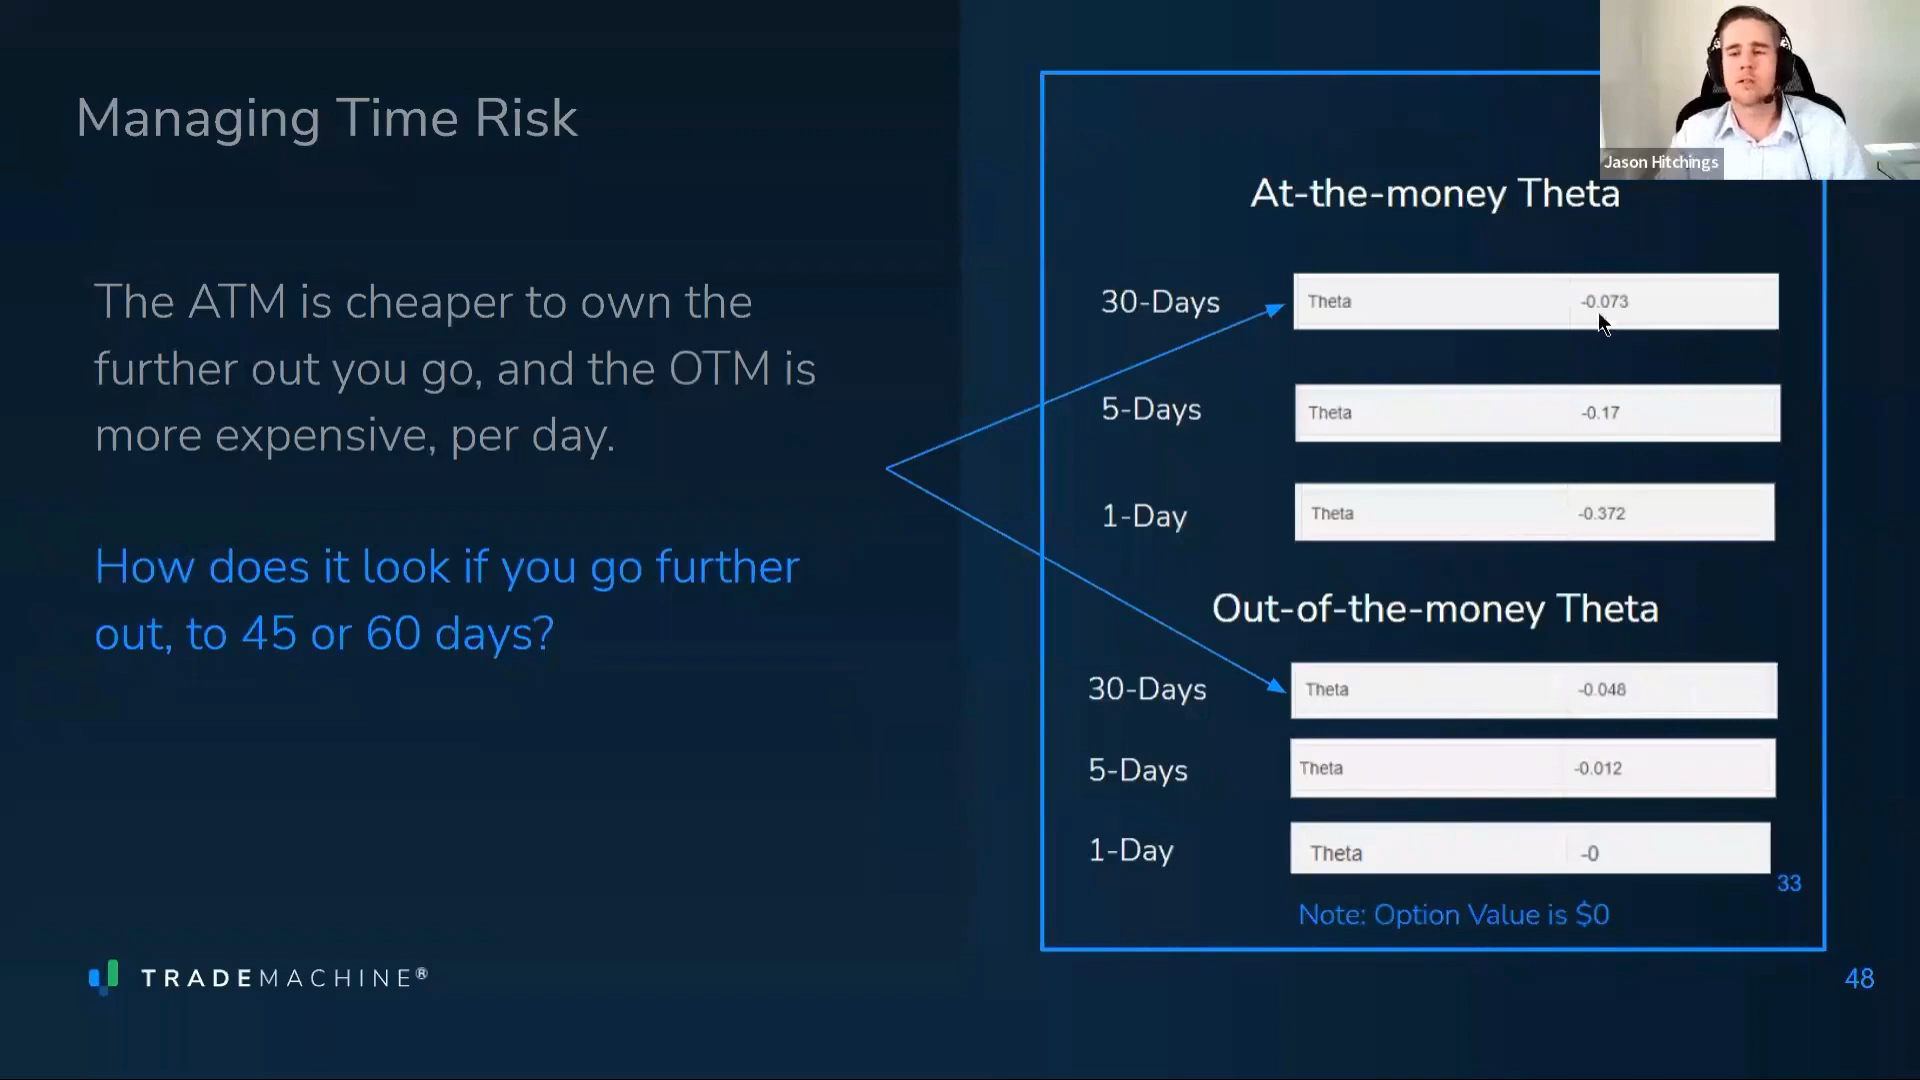 Managing Time Risk
The ATM is cheaper to own the
further out you go, and the OTM is
more expensive, per day.
How does it look if you go further
out, to 45 or 60 days?
TRADEMACHINE®
Jason Hitchings
At-the-money Theta
30-Days Theta -0.073
5-Days Theta -0.17
1-Day Theta -0.372
Out-of-the-money Theta
30-Days Theta -0.048
5-Days Theta -0.012
1-Day Theta -0
33
Note: Option Value is $0
48